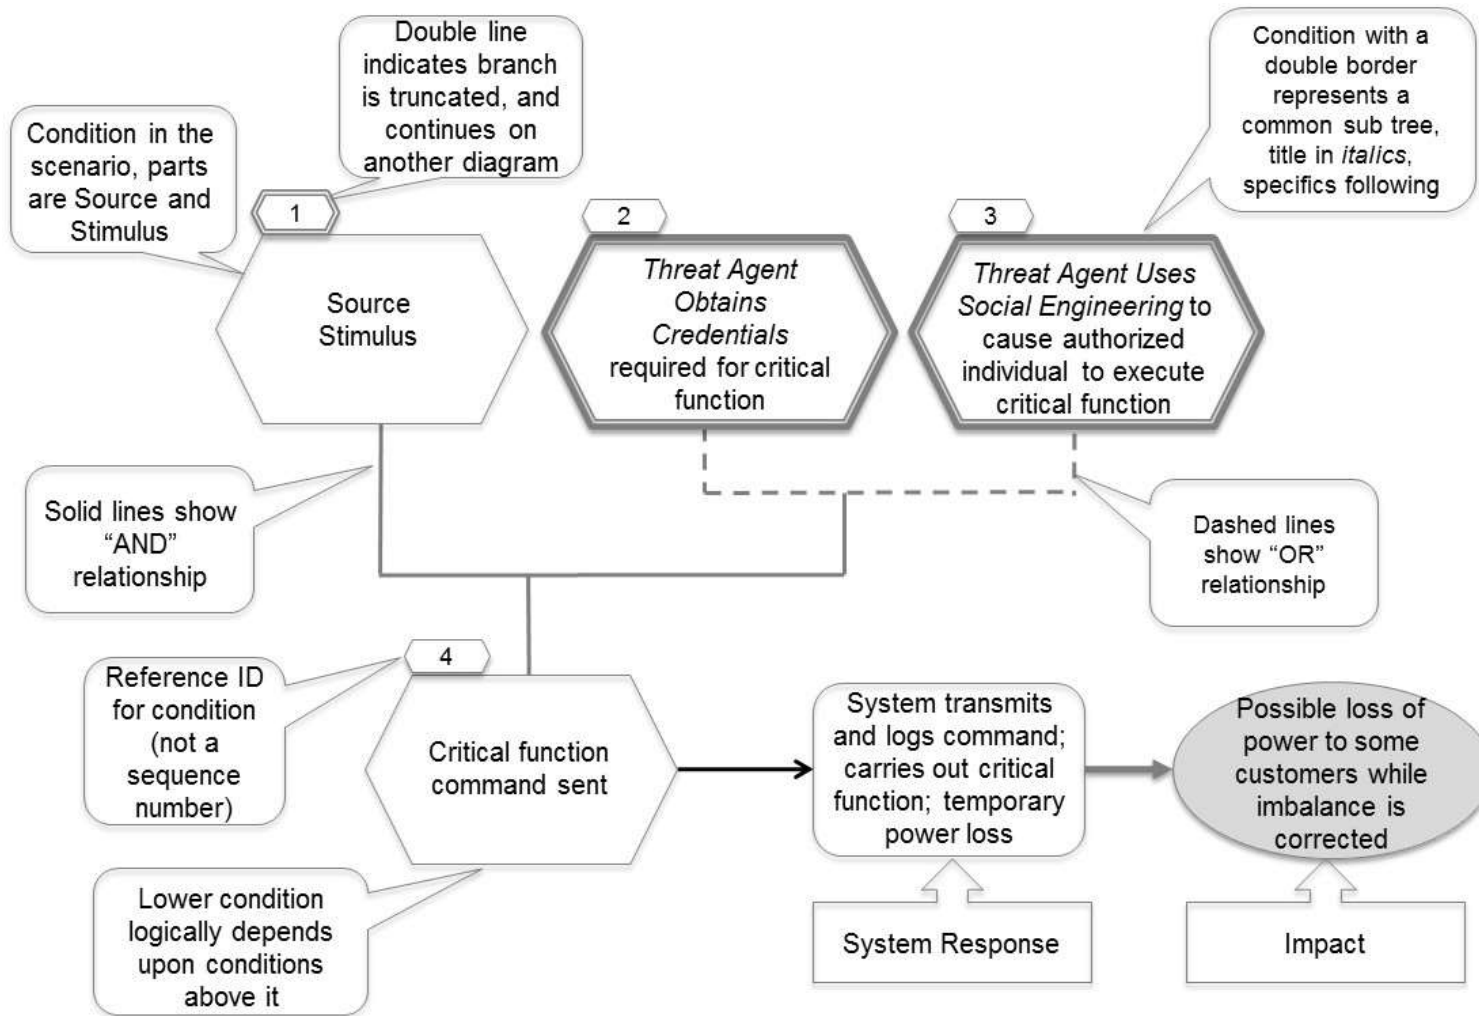 Double line
indicates branch
is truncated, and
continues on
another diagram
Condition with a
double border
represents a
common sub tree,
title in italics,
specifics following
Condition in the
scenario, parts
are Source and
Stimulus
1
2
3
Source
Stimulus
Threat Agent
Obtains
Credentials
required for critical
function
Threat Agent Uses
Social Engineering to
cause authorized
individual to execute
critical function
Solid lines show
“AND”
relationship
Dashed lines
show “OR”
relationship
4
Reference ID
for condition
(not a
sequence
number)
Critical function
command sent
System transmits
and logs command;
carries out critical
function; temporary
power loss
Possible loss of
power to some
customers while
imbalance is
corrected
Lower condition
logically depends
upon conditions
above it
System Response
Impact